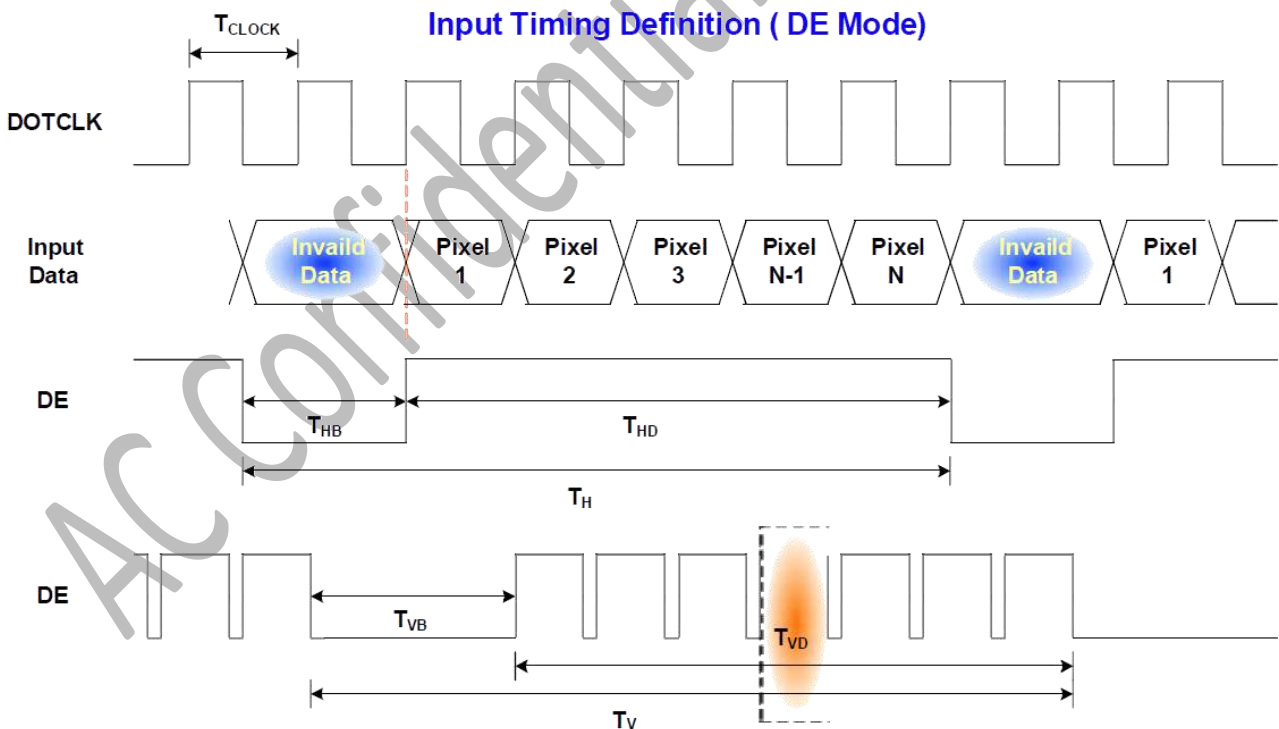 Input Timing Definition ( DE Mode)
TCLOCK
DOTCLK
Input
Data
Invaild
Data
Pixel
1
Pixel
2
Pixel
3
Pixel
N-1
Pixel
N
Invaild
Data
Pixel
1
DE
THB
THD
TH
DE
TVB
TVD
TV
AC Confidential